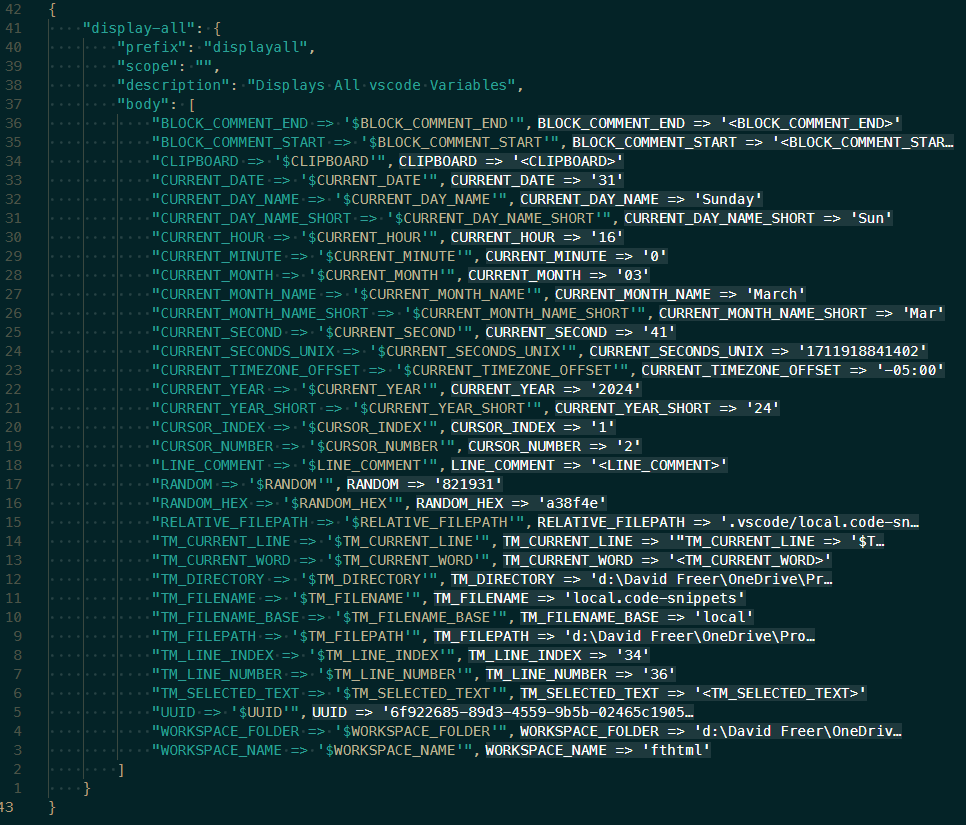 42 {
41 "display-all": {
40 "prefix": "displayall",
39 "scope": "",
38 "description": "Displays All vscode Variables",
37 "body": [
36 "BLOCK_COMMENT_END => '$BLOCK_COMMENT_END'", BLOCK_COMMENT_END => '<BLOCK_COMMENT_END>'
35 "BLOCK_COMMENT_START => '$BLOCK_COMMENT_START'", BLOCK_COMMENT_START => '<BLOCK_COMMENT_STAR…
34 "CLIPBOARD => '$CLIPBOARD'", CLIPBOARD => '<CLIPBOARD>'
33 "CURRENT_DATE => '$CURRENT_DATE'", CURRENT_DATE => '31'
32 "CURRENT_DAY_NAME => '$CURRENT_DAY_NAME'", CURRENT_DAY_NAME => 'Sunday'
31 "CURRENT_DAY_NAME_SHORT => '$CURRENT_DAY_NAME_SHORT'", CURRENT_DAY_NAME_SHORT => 'Sun'
30 "CURRENT_HOUR => '$CURRENT_HOUR'", CURRENT_HOUR => '16'
29 "CURRENT_MINUTE => '$CURRENT_MINUTE'", CURRENT_MINUTE => '0'
28 "CURRENT_MONTH => '$CURRENT_MONTH'", CURRENT_MONTH => '03'
27 "CURRENT_MONTH_NAME => '$CURRENT_MONTH_NAME'", CURRENT_MONTH_NAME => 'March'
26 "CURRENT_MONTH_NAME_SHORT => '$CURRENT_MONTH_NAME_SHORT'", CURRENT_MONTH_NAME_SHORT => 'Mar'
25 "CURRENT_SECOND => '$CURRENT_SECOND'", CURRENT_SECOND => '41'
24 "CURRENT_SECONDS_UNIX => '$CURRENT_SECONDS_UNIX'", CURRENT_SECONDS_UNIX => '1711918841402'
23 "CURRENT_TIMEZONE_OFFSET => '$CURRENT_TIMEZONE_OFFSET'", CURRENT_TIMEZONE_OFFSET => '-05:00'
22 "CURRENT_YEAR => '$CURRENT_YEAR'", CURRENT_YEAR => '2024'
21 "CURRENT_YEAR_SHORT => '$CURRENT_YEAR_SHORT'", CURRENT_YEAR_SHORT => '24'
20 "CURSOR_INDEX => '$CURSOR_INDEX'", CURSOR_INDEX => '1'
19 "CURSOR_NUMBER => '$CURSOR_NUMBER'", CURSOR_NUMBER => '2'
18 "LINE_COMMENT => '$LINE_COMMENT'", LINE_COMMENT => '<LINE_COMMENT>'
17 "RANDOM => '$RANDOM'", RANDOM => '821931'
16 "RANDOM_HEX => '$RANDOM_HEX'", RANDOM_HEX => 'a38f4e'
15 "RELATIVE_FILEPATH => '$RELATIVE_FILEPATH'", RELATIVE_FILEPATH => '.vscode/local.code-sn…
14 "TM_CURRENT_LINE => '$TM_CURRENT_LINE'", TM_CURRENT_LINE => '"TM_CURRENT_LINE => '$T…
13 "TM_CURRENT_WORD => '$TM_CURRENT_WORD'", TM_CURRENT_WORD => '<TM_CURRENT_WORD>'
12 "TM_DIRECTORY => '$TM_DIRECTORY'", TM_DIRECTORY => 'd:\David Freer\OneDrive\Pr…
11 "TM_FILENAME => '$TM_FILENAME'", TM_FILENAME => 'local.code-snippets'
10 "TM_FILENAME_BASE => '$TM_FILENAME_BASE'", TM_FILENAME_BASE => 'local'
9 "TM_FILEPATH => '$TM_FILEPATH'", TM_FILEPATH => 'd:\David Freer\OneDrive\Pro…
8 "TM_LINE_INDEX => '$TM_LINE_INDEX'", TM_LINE_INDEX => '34'
7 "TM_LINE_NUMBER => '$TM_LINE_NUMBER'", TM_LINE_NUMBER => '36'
6 "TM_SELECTED_TEXT => '$TM_SELECTED_TEXT'", TM_SELECTED_TEXT => '<TM_SELECTED_TEXT>'
5 "UUID => '$UUID'", UUID => '6f922685-89d3-4559-9b5b-02465c1905…
4 "WORKSPACE_FOLDER => '$WORKSPACE_FOLDER'", WORKSPACE_FOLDER => 'd:\David Freer\OneDriv…
3 "WORKSPACE_NAME => '$WORKSPACE_NAME'", WORKSPACE_NAME => 'fthtml'
2 ]
1 }
43 }